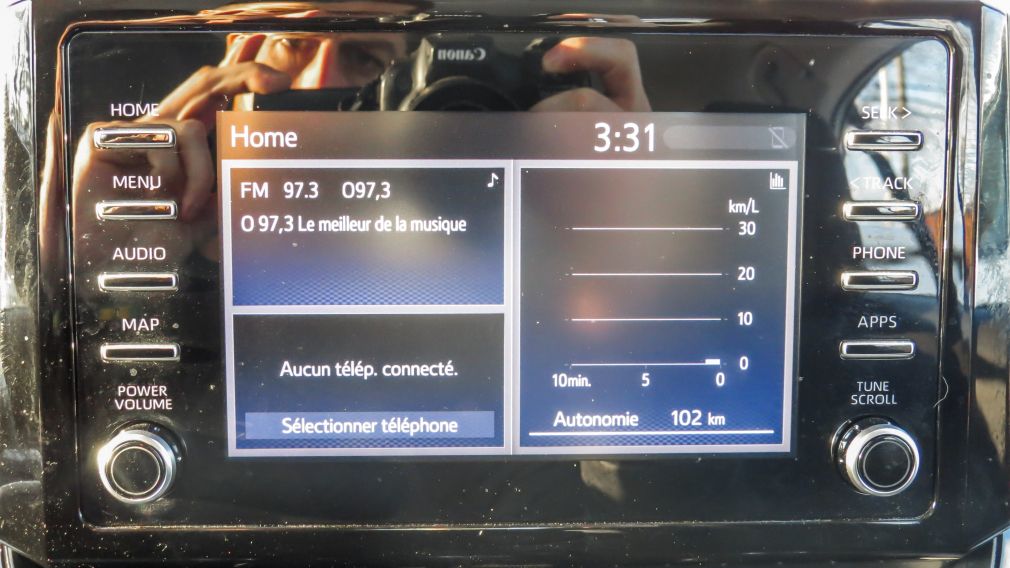 Canon
HOME
MENU
AUDIO
MAP
POWER
VOLUME
Home
3:31
FM 97.3 O97,3
O 97,3 Le meilleur de la musique
Aucun télép. connecté.
Sélectionner téléphone
km/L
30
20
10
0
10min. 5 0
Autonomie 102 km
SEEK >
< TRACK
PHONE
APPS
TUNE
SCROLL